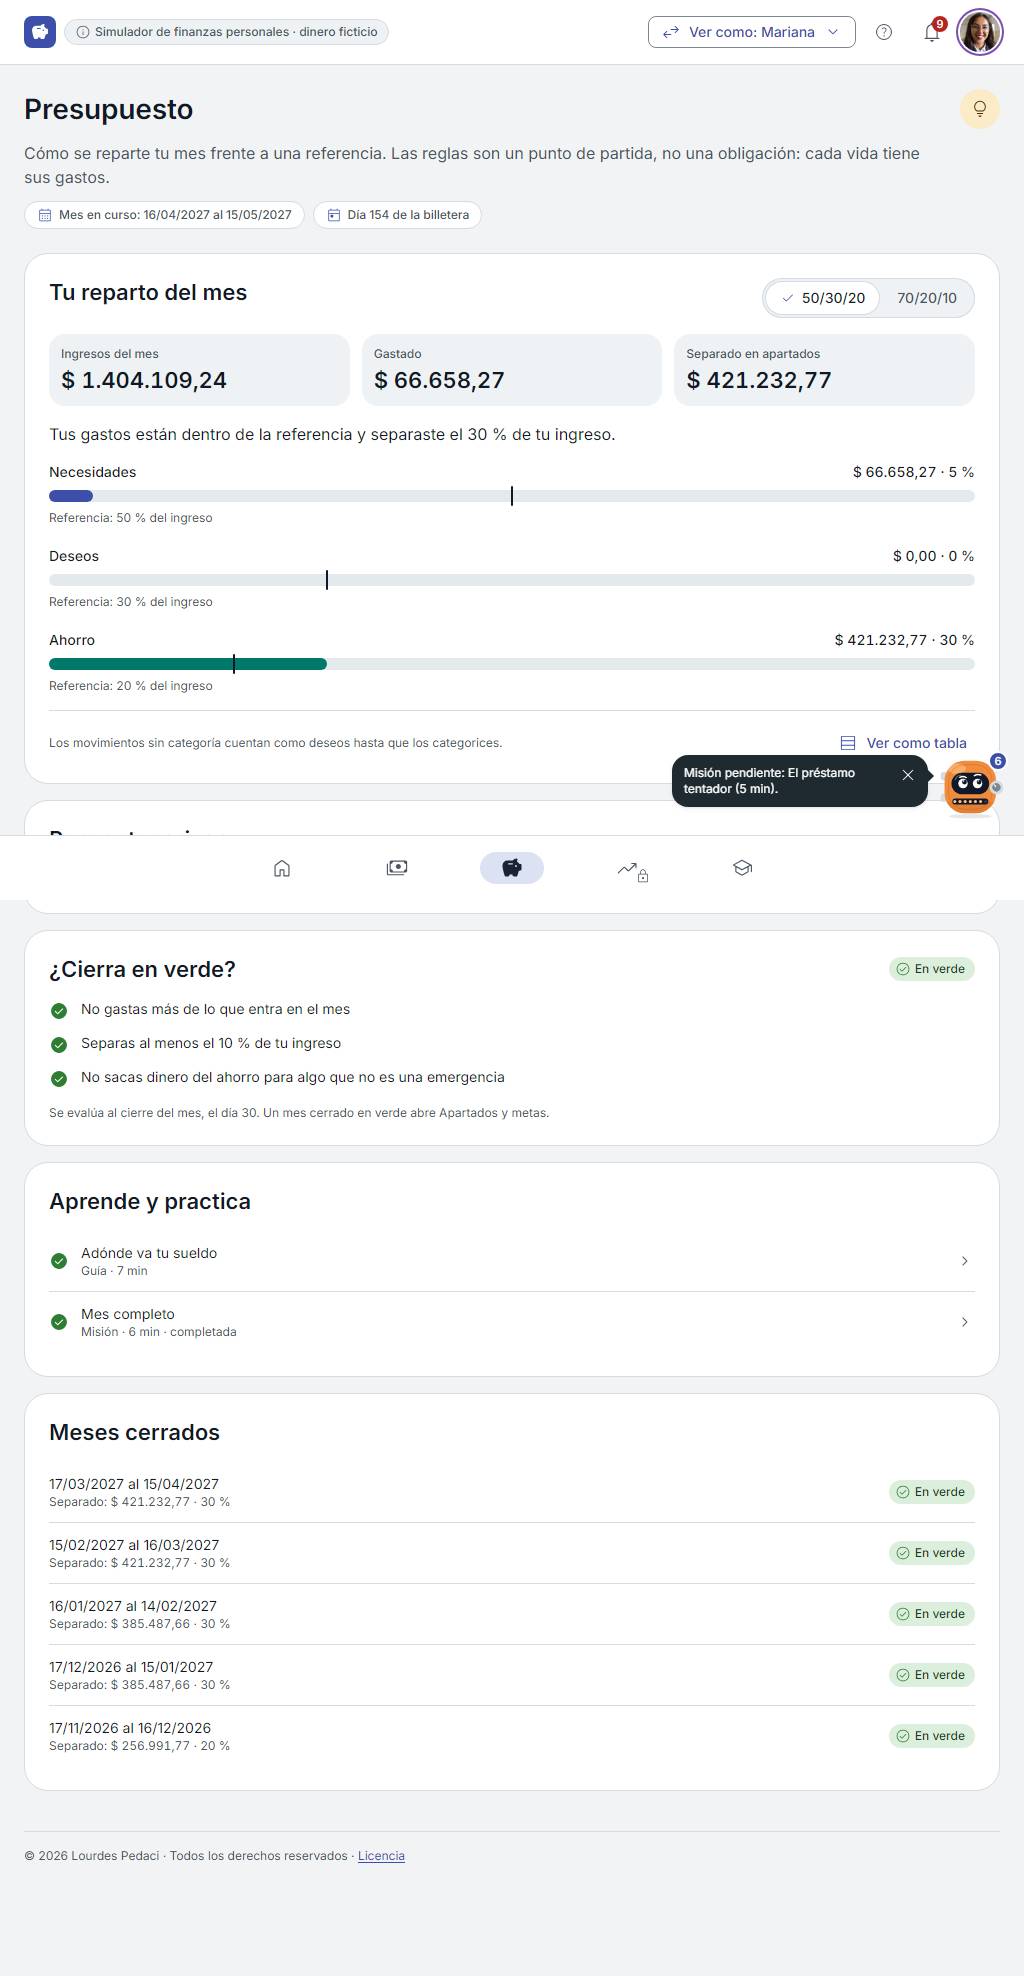 Simulador de finanzas personales · dinero ficticio
Ver como: Mariana
9
Presupuesto
Cómo se reparte tu mes frente a una referencia. Las reglas son un punto de partida, no una obligación: cada vida tiene
sus gastos.
Mes en curso: 16/04/2027 al 15/05/2027
Día 154 de la billetera
Tu reparto del mes
50/30/20
70/20/10
Ingresos del mes
$ 1.404.109,24
Gastado
$ 66.658,27
Separado en apartados
$ 421.232,77
Tus gastos están dentro de la referencia y separaste el 30 % de tu ingreso.
Necesidades
$ 66.658,27 · 5 %
Referencia: 50 % del ingreso
Deseos
$ 0,00 · 0 %
Referencia: 30 % del ingreso
Ahorro
$ 421.232,77 · 30 %
Referencia: 20 % del ingreso
Los movimientos sin categoría cuentan como deseos hasta que los categorices.
Ver como tabla
Misión pendiente: El préstamo
tentador (5 min).
6
¿Cierra en verde?
En verde
No gastas más de lo que entra en el mes
Separas al menos el 10 % de tu ingreso
No sacas dinero del ahorro para algo que no es una emergencia
Se evalúa al cierre del mes, el día 30. Un mes cerrado en verde abre Apartados y metas.
Aprende y practica
Adónde va tu sueldo
Guía · 7 min
Mes completo
Misión · 6 min · completada
Meses cerrados
17/03/2027 al 15/04/2027
Separado: $ 421.232,77 · 30 %
En verde
15/02/2027 al 16/03/2027
Separado: $ 421.232,77 · 30 %
En verde
16/01/2027 al 14/02/2027
Separado: $ 385.487,66 · 30 %
En verde
17/12/2026 al 15/01/2027
Separado: $ 385.487,66 · 30 %
En verde
17/11/2026 al 16/12/2026
Separado: $ 256.991,77 · 20 %
En verde
© 2026 Lourdes Pedaci · Todos los derechos reservados · Licencia